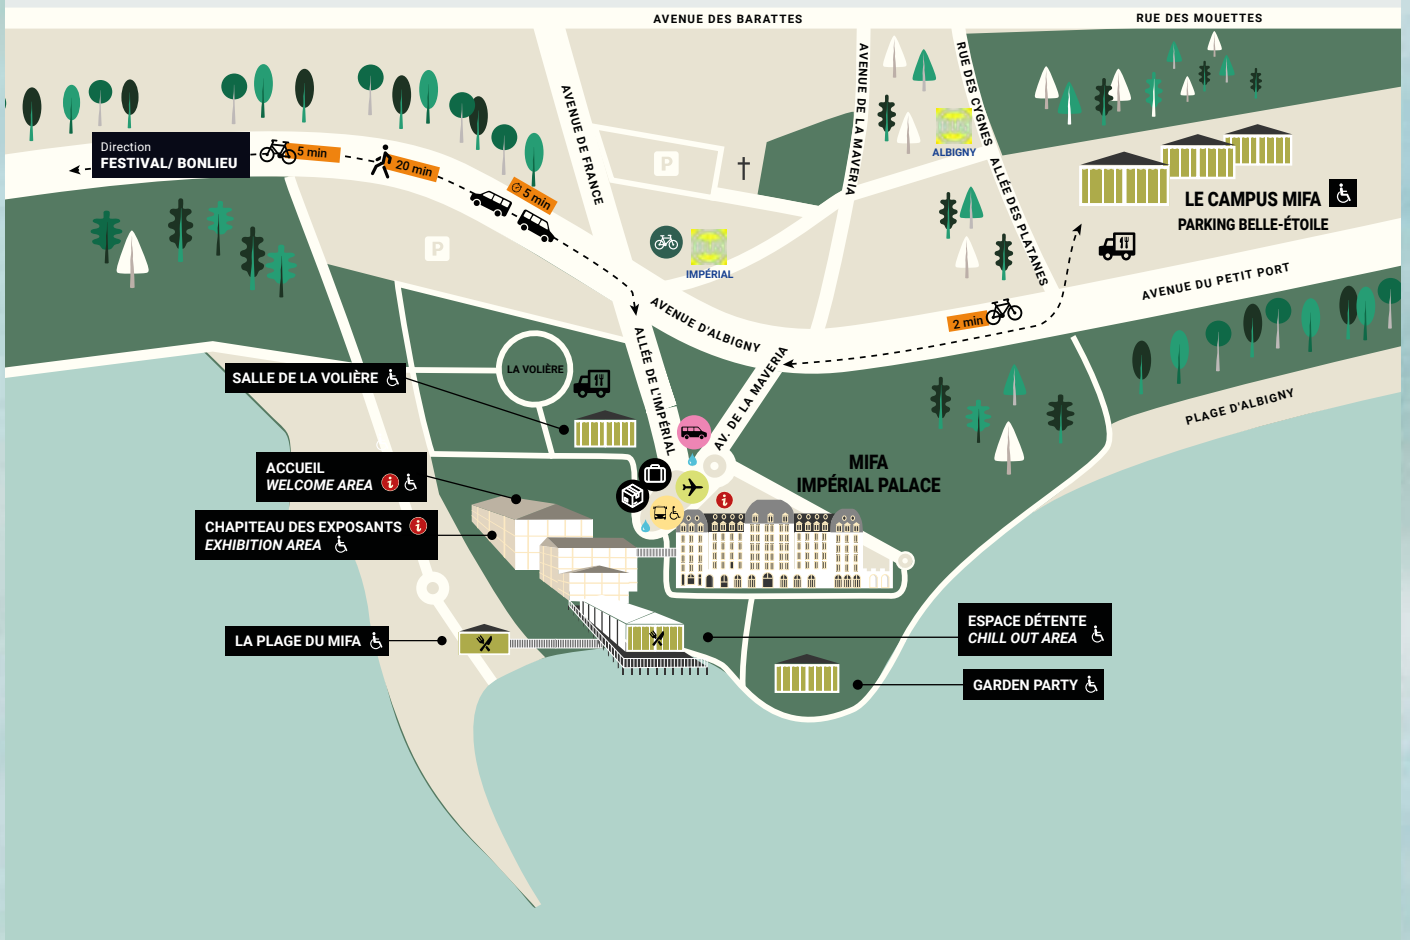 AVENUE DES BARATTES
RUE DES MOUETTES
AVENUE DE FRANCE
AVENUE DE LA MAVERIA
RUE DES CYGNES
ALLÉE DES PLATANES
Direction
FESTIVAL/ BONLIEU
5 min
20 min
5 min
P
P
ALBIGNY
IMPÉRIAL
LE CAMPUS MIFA
PARKING BELLE-ÉTOILE
AVENUE DU PETIT PORT
2 min
AVENUE D'ALBIGNY
ALLÉE DE L'IMPÉRIAL
AV. DE LA MAVERIA
PLAGE D'ALBIGNY
LA VOLIÈRE
SALLE DE LA VOLIÈRE
ACCUEIL
WELCOME AREA i
CHAPITEAU DES EXPOSANTS i
EXHIBITION AREA
MIFA
IMPÉRIAL PALACE
i
LA PLAGE DU MIFA
ESPACE DÉTENTE
CHILL OUT AREA
GARDEN PARTY